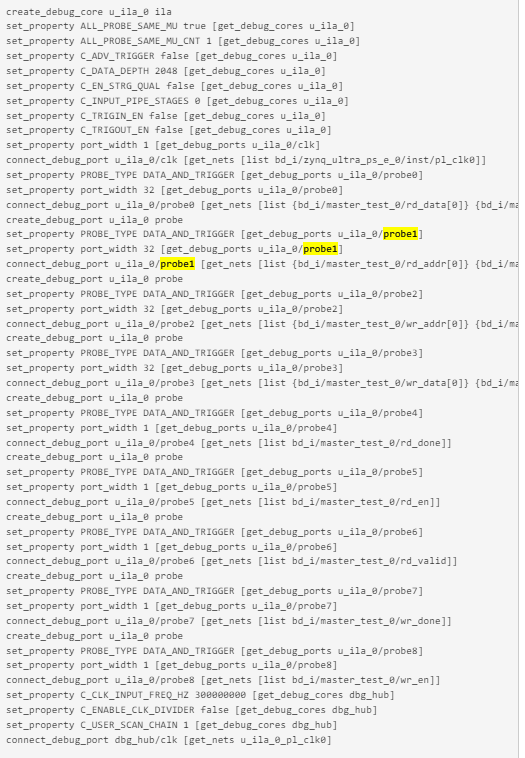 create_debug_core u_ila_0 ila
set_property ALL_PROBE_SAME_MU true [get_debug_cores u_ila_0]
set_property ALL_PROBE_SAME_MU_CNT 1 [get_debug_cores u_ila_0]
set_property C_ADV_TRIGGER false [get_debug_cores u_ila_0]
set_property C_DATA_DEPTH 2048 [get_debug_cores u_ila_0]
set_property C_EN_STRG_QUAL false [get_debug_cores u_ila_0]
set_property C_INPUT_PIPE_STAGES 0 [get_debug_cores u_ila_0]
set_property C_TRIGIN_EN false [get_debug_cores u_ila_0]
set_property C_TRIGOUT_EN false [get_debug_cores u_ila_0]
set_property port_width 1 [get_debug_ports u_ila_0/clk]
connect_debug_port u_ila_0/clk [get_nets [list bd_i/zynq_ultra_ps_e_0/inst/pl_clk0]]
set_property PROBE_TYPE DATA_AND_TRIGGER [get_debug_ports u_ila_0/probe0]
set_property port_width 32 [get_debug_ports u_ila_0/probe0]
connect_debug_port u_ila_0/probe0 [get_nets [list {bd_i/master_test_0/rd_data[0]} {bd_i/ma
create_debug_port u_ila_0 probe
set_property PROBE_TYPE DATA_AND_TRIGGER [get_debug_ports u_ila_0/probe1]
set_property port_width 32 [get_debug_ports u_ila_0/probe1]
connect_debug_port u_ila_0/probe1 [get_nets [list {bd_i/master_test_0/rd_addr[0]} {bd_i/ma
create_debug_port u_ila_0 probe
set_property PROBE_TYPE DATA_AND_TRIGGER [get_debug_ports u_ila_0/probe2]
set_property port_width 32 [get_debug_ports u_ila_0/probe2]
connect_debug_port u_ila_0/probe2 [get_nets [list {bd_i/master_test_0/wr_addr[0]} {bd_i/ma
create_debug_port u_ila_0 probe
set_property PROBE_TYPE DATA_AND_TRIGGER [get_debug_ports u_ila_0/probe3]
set_property port_width 32 [get_debug_ports u_ila_0/probe3]
connect_debug_port u_ila_0/probe3 [get_nets [list {bd_i/master_test_0/wr_data[0]} {bd_i/ma
create_debug_port u_ila_0 probe
set_property PROBE_TYPE DATA_AND_TRIGGER [get_debug_ports u_ila_0/probe4]
set_property port_width 1 [get_debug_ports u_ila_0/probe4]
connect_debug_port u_ila_0/probe4 [get_nets [list bd_i/master_test_0/rd_done]]
create_debug_port u_ila_0 probe
set_property PROBE_TYPE DATA_AND_TRIGGER [get_debug_ports u_ila_0/probe5]
set_property port_width 1 [get_debug_ports u_ila_0/probe5]
connect_debug_port u_ila_0/probe5 [get_nets [list bd_i/master_test_0/rd_en]]
create_debug_port u_ila_0 probe
set_property PROBE_TYPE DATA_AND_TRIGGER [get_debug_ports u_ila_0/probe6]
set_property port_width 1 [get_debug_ports u_ila_0/probe6]
connect_debug_port u_ila_0/probe6 [get_nets [list bd_i/master_test_0/rd_valid]]
create_debug_port u_ila_0 probe
set_property PROBE_TYPE DATA_AND_TRIGGER [get_debug_ports u_ila_0/probe7]
set_property port_width 1 [get_debug_ports u_ila_0/probe7]
connect_debug_port u_ila_0/probe7 [get_nets [list bd_i/master_test_0/wr_done]]
create_debug_port u_ila_0 probe
set_property PROBE_TYPE DATA_AND_TRIGGER [get_debug_ports u_ila_0/probe8]
set_property port_width 1 [get_debug_ports u_ila_0/probe8]
connect_debug_port u_ila_0/probe8 [get_nets [list bd_i/master_test_0/wr_en]]
set_property C_CLK_INPUT_FREQ_HZ 300000000 [get_debug_cores dbg_hub]
set_property C_ENABLE_CLK_DIVIDER false [get_debug_cores dbg_hub]
set_property C_USER_SCAN_CHAIN 1 [get_debug_cores dbg_hub]
connect_debug_port dbg_hub/clk [get_nets u_ila_0_pl_clk0]